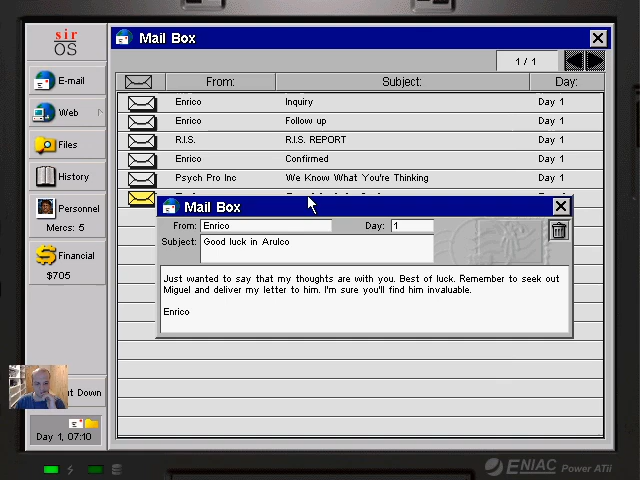 sir
OS
E-mail
Web
Files
History
Personnel
Mercs: 5
Financial
$705
ut Down
Day 1, 07:10
Mail Box
1 / 1
From: Subject: Day:
Enrico Inquiry Day 1
Enrico Follow up Day 1
R.I.S. R.I.S. REPORT Day 1
Enrico Confirmed Day 1
Psych Pro Inc We Know What You're Thinking Day 1
Day 1
Mail Box
From: Enrico Day: 1
Subject: Good luck in Arulco
Just wanted to say that my thoughts are with you. Best of luck. Remember to seek out
Miguel and deliver my letter to him. I'm sure you'll find him invaluable.
Enrico
ENIAC Power ATii